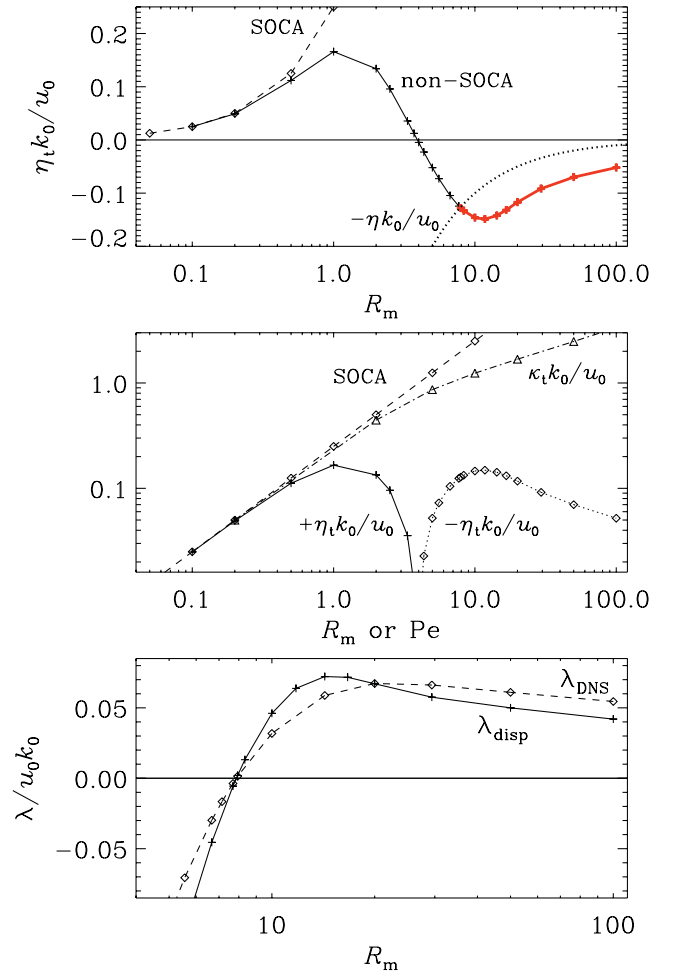 0.2
SOCA
non-SOCA
0.1
0.0
−0.1
−0.2
η_t k_0/u_0
−ηk_0/u_0
0.1 1.0 10.0 100.0
R_m
SOCA
κ_t k_0/u_0
1.0
0.1
+η_t k_0/u_0 −η_t k_0/u_0
0.1 1.0 10.0 100.0
R_m or Pe
λ_DNS
λ_disp
0.05
0.00
−0.05
λ/u_0 k_0
10 100
R_m